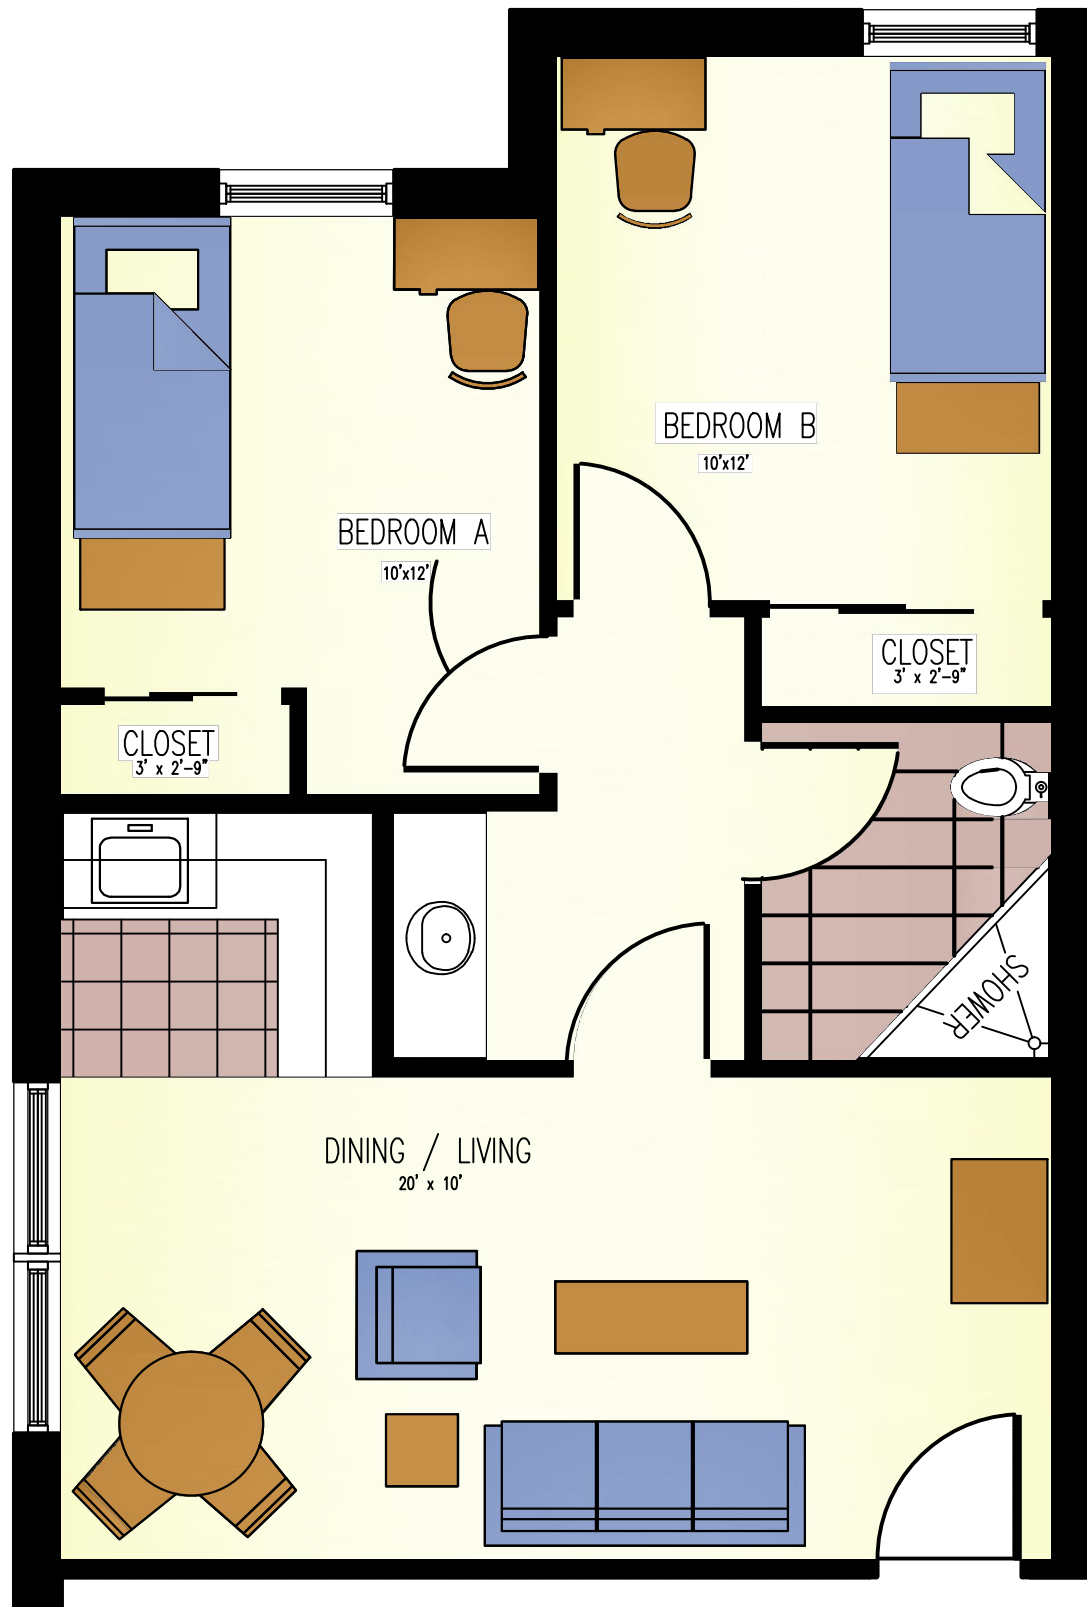 BEDROOM B
10'x12'
BEDROOM A
10'x12'
CLOSET
3' x 2'-9"
CLOSET
3' x 2'-9"
SHOWER
DINING / LIVING
20' x 10'